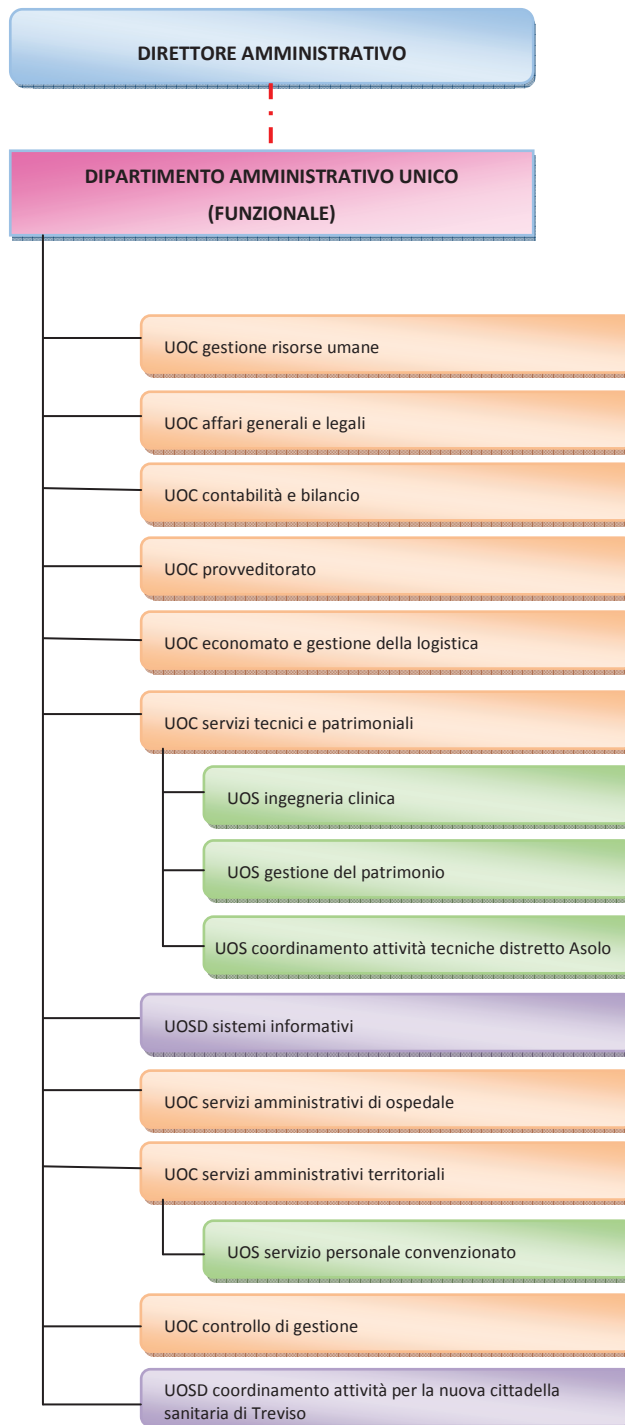 DIRETTORE AMMINISTRATIVO
DIPARTIMENTO AMMINISTRATIVO UNICO
(FUNZIONALE)
UOC gestione risorse umane
UOC affari generali e legali
UOC contabilità e bilancio
UOC provveditorato
UOC economato e gestione della logistica
UOC servizi tecnici e patrimoniali
UOS ingegneria clinica
UOS gestione del patrimonio
UOS coordinamento attività tecniche distretto Asolo
UOSD sistemi informativi
UOC servizi amministrativi di ospedale
UOC servizi amministrativi territoriali
UOS servizio personale convenzionato
UOC controllo di gestione
UOSD coordinamento attività per la nuova cittadella
sanitaria di Treviso